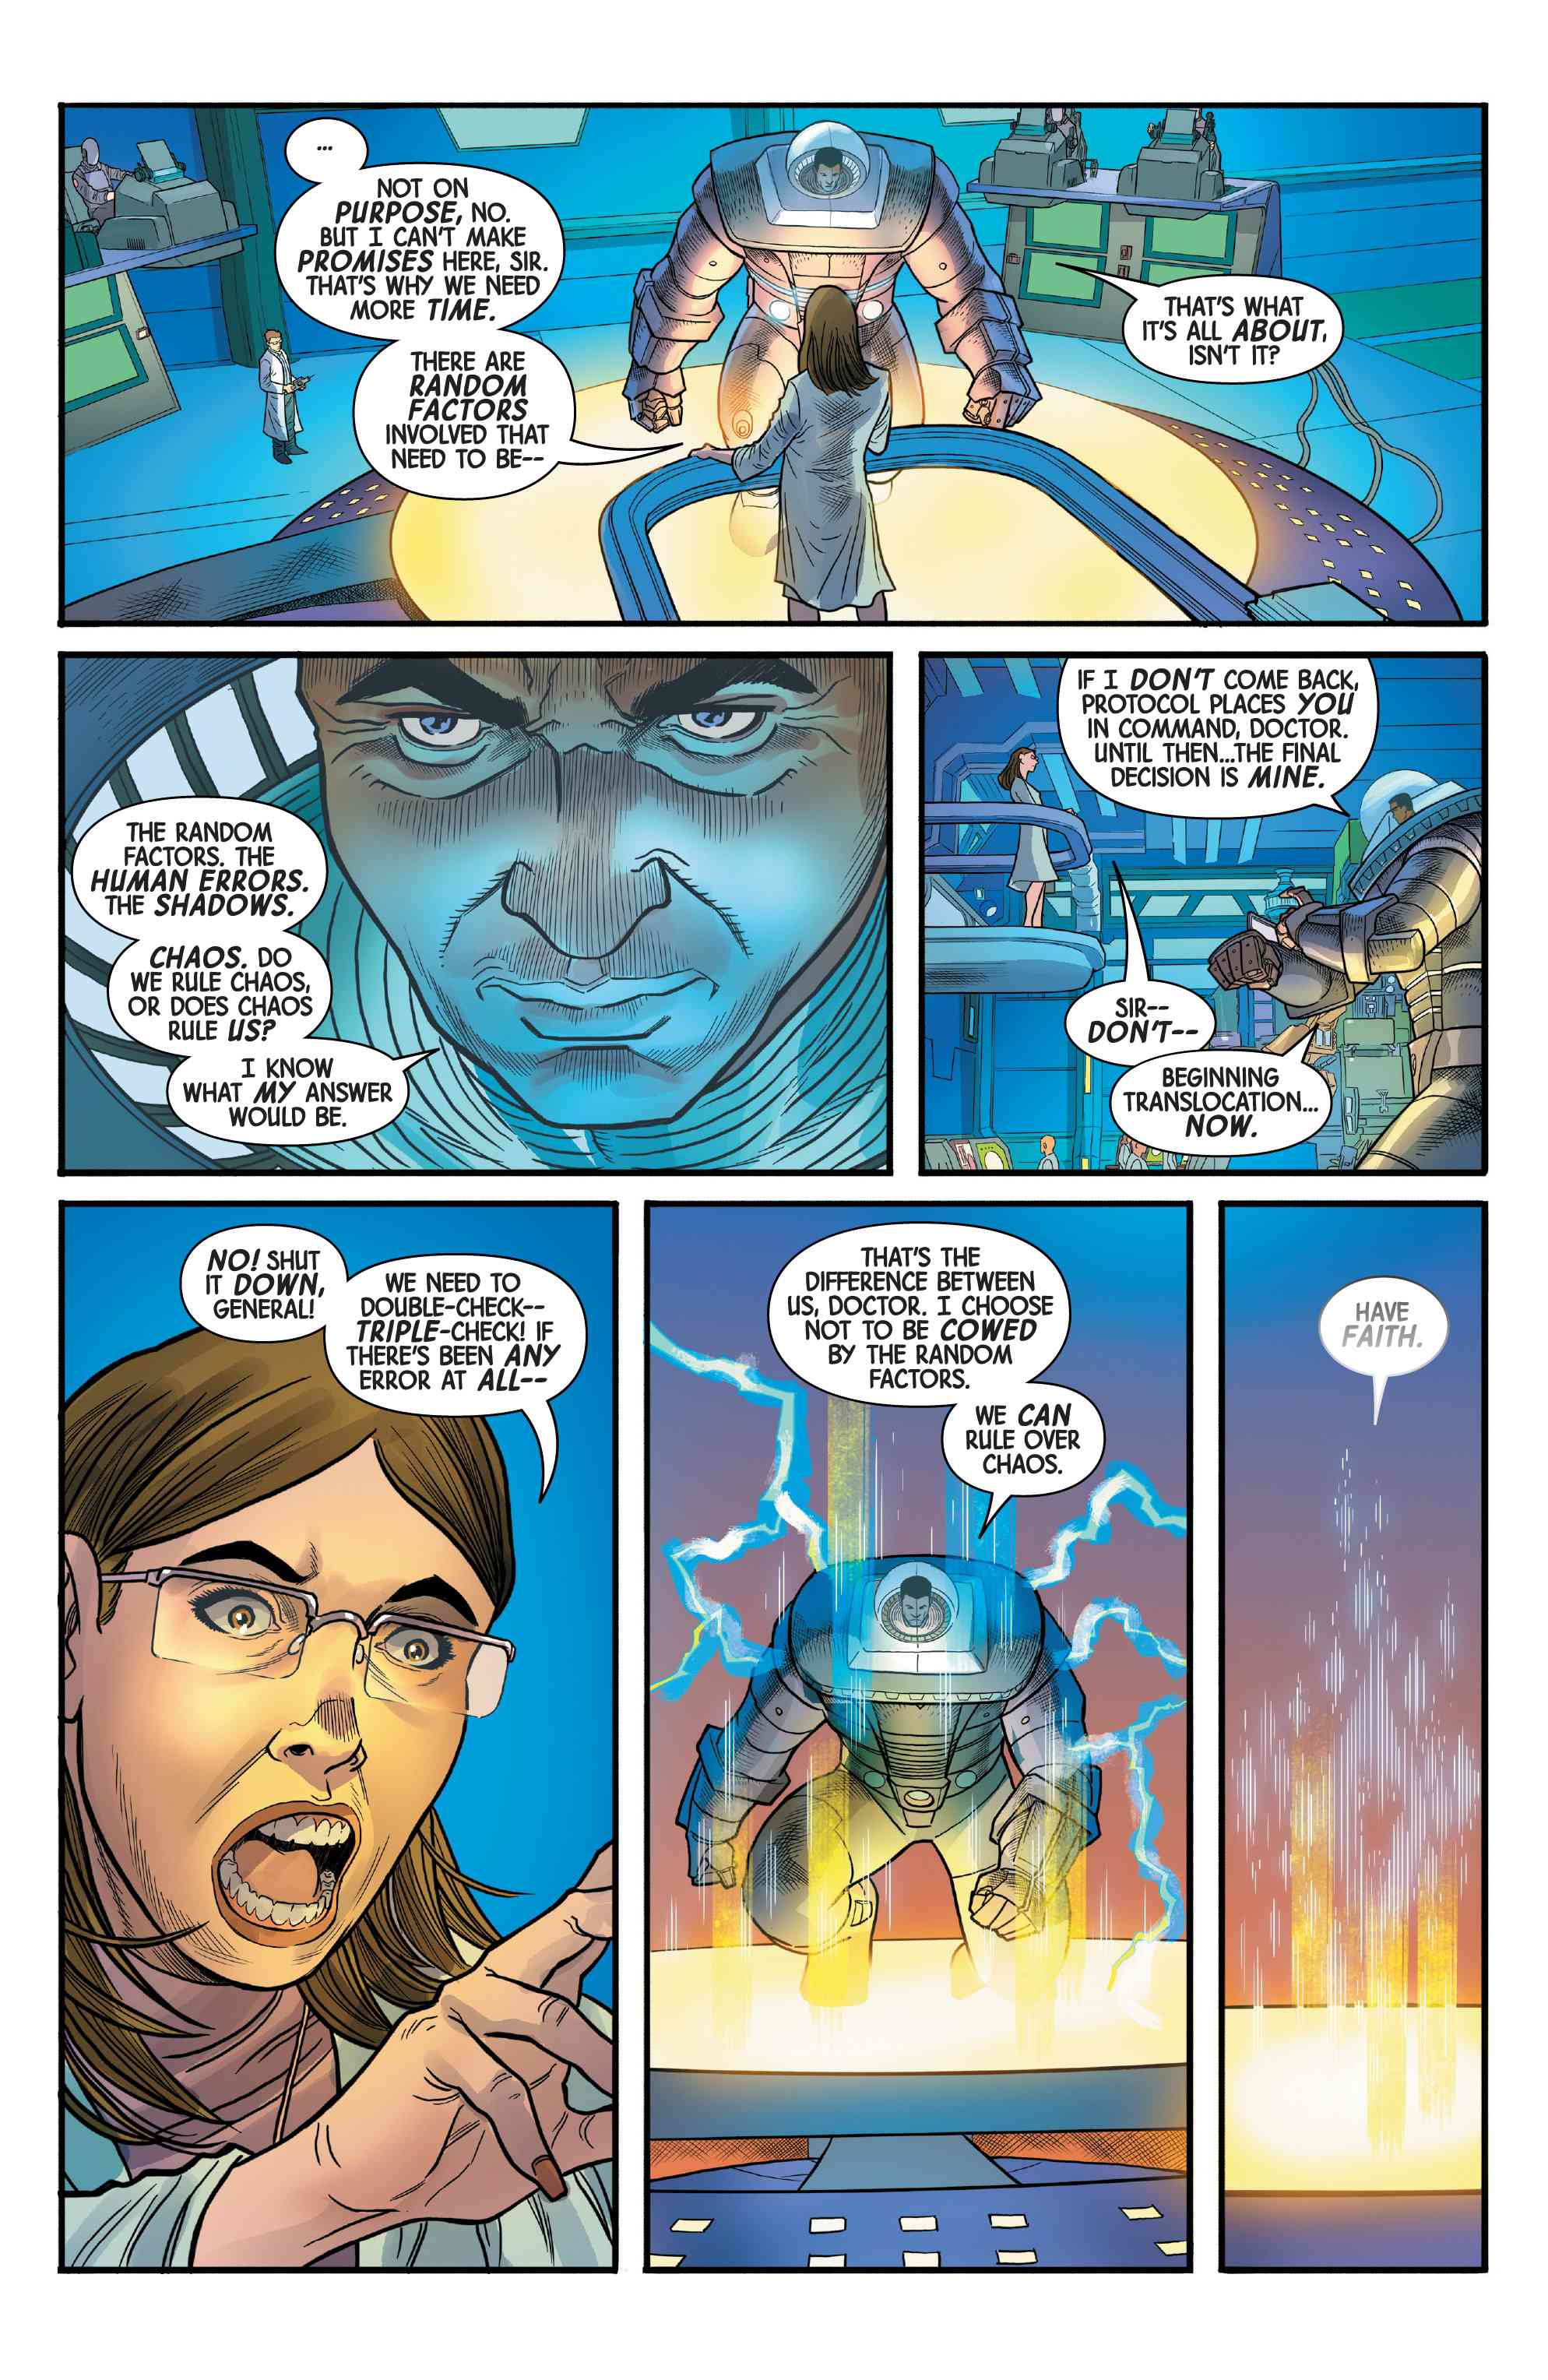 ...
NOT ON
PURPOSE, NO.
BUT I CAN'T MAKE
PROMISES HERE, SIR.
THAT'S WHY WE NEED
MORE TIME.
THERE ARE
RANDOM
FACTORS
INVOLVED THAT
NEED TO BE--
THAT'S WHAT
IT'S ALL ABOUT,
ISN'T IT?
THE RANDOM
FACTORS. THE
HUMAN ERRORS.
THE SHADOWS.
CHAOS. DO
WE RULE CHAOS,
OR DOES CHAOS
RULE US?
I KNOW
WHAT MY ANSWER
WOULD BE.
IF I DON'T COME BACK,
PROTOCOL PLACES YOU
IN COMMAND, DOCTOR.
UNTIL THEN...THE FINAL
DECISION IS MINE.
SIR--
DON'T--
BEGINNING
TRANSLOCATION...
NOW.
NO! SHUT
IT DOWN,
GENERAL!
WE NEED TO
DOUBLE-CHECK--
TRIPLE-CHECK! IF
THERE'S BEEN ANY
ERROR AT ALL--
THAT'S THE
DIFFERENCE BETWEEN
US, DOCTOR. I CHOOSE
NOT TO BE COWED
BY THE RANDOM
FACTORS.
WE CAN
RULE OVER
CHAOS.
HAVE
FAITH.